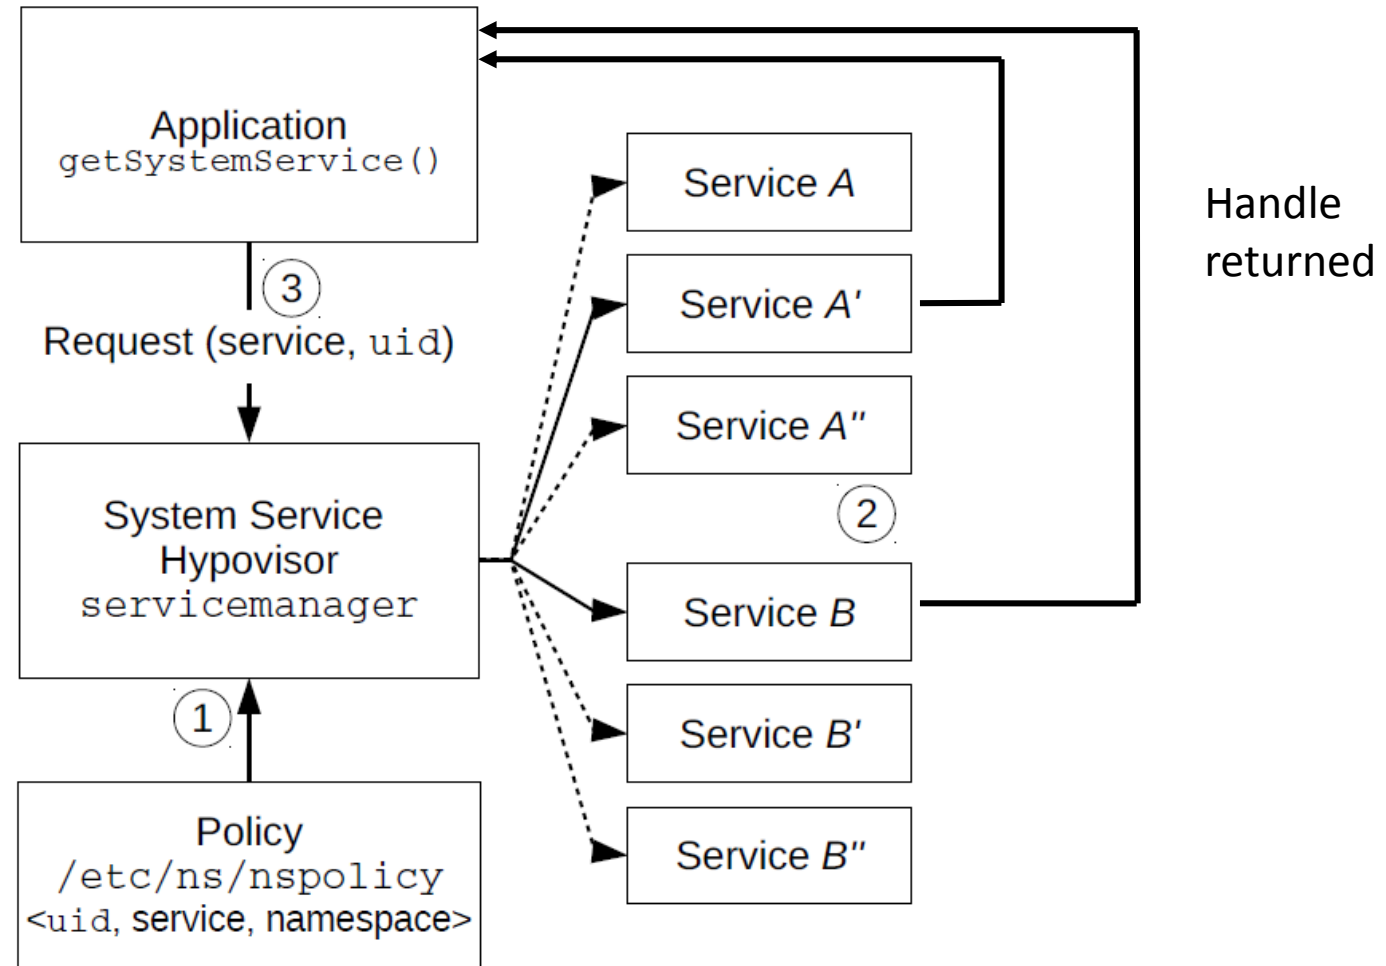 Application
getSystemService()
3
Request (service, uid)
System Service
Hypovisor
servicemanager
1
Policy
/etc/ns/nspolicy
<uid, service, namespace>
Service A
Service A'
Service A''
2
Service B
Service B'
Service B''
Handle
returned